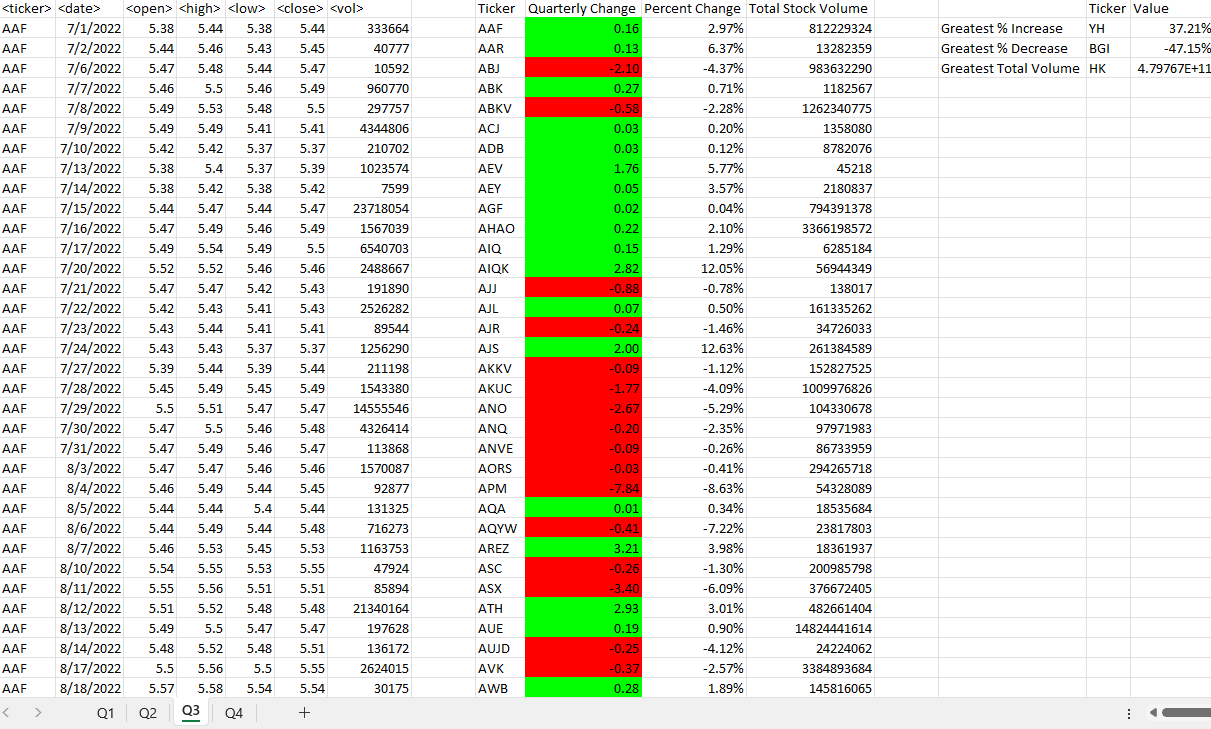 <ticker> <date> <open> <high> <low> <close> <vol> Ticker Quarterly Change Percent Change Total Stock Volume Ticker Value
AAF 7/1/2022 5.38 5.44 5.38 5.44 333664 AAF 0.16 2.97% 812229324 Greatest % Increase YH 37.21%
AAF 7/2/2022 5.44 5.46 5.43 5.45 40777 AAR 0.13 6.37% 13282359 Greatest % Decrease BGI -47.15%
AAF 7/6/2022 5.47 5.48 5.44 5.47 10592 ABJ -2.10 -4.37% 983632290 Greatest Total Volume HK 4.79767E+11
AAF 7/7/2022 5.46 5.5 5.46 5.49 960770 ABK 0.27 0.71% 1182567
AAF 7/8/2022 5.49 5.53 5.48 5.5 297757 ABKV -0.58 -2.28% 1262340775
AAF 7/9/2022 5.49 5.49 5.41 5.41 4344806 ACJ 0.03 0.20% 1358080
AAF 7/10/2022 5.42 5.42 5.37 5.37 210702 ADB 0.03 0.12% 8782076
AAF 7/13/2022 5.38 5.4 5.37 5.39 1023574 AEV 1.76 5.77% 45218
AAF 7/14/2022 5.38 5.42 5.38 5.42 7599 AEY 0.05 3.57% 2180837
AAF 7/15/2022 5.44 5.47 5.44 5.47 23718054 AGF 0.02 0.04% 794391378
AAF 7/16/2022 5.47 5.49 5.46 5.49 1567039 AHAO 0.22 2.10% 3366198572
AAF 7/17/2022 5.49 5.54 5.49 5.5 6540703 AIQ 0.15 1.29% 6285184
AAF 7/20/2022 5.52 5.52 5.46 5.46 2488667 AIQK 2.82 12.05% 56944349
AAF 7/21/2022 5.47 5.47 5.42 5.43 191890 AJJ -0.88 -0.78% 138017
AAF 7/22/2022 5.42 5.43 5.41 5.43 2526282 AJL 0.07 0.50% 161335262
AAF 7/23/2022 5.43 5.44 5.41 5.41 89544 AJR -0.24 -1.46% 34726033
AAF 7/24/2022 5.43 5.43 5.37 5.37 1256290 AJS 2.00 12.63% 261384589
AAF 7/27/2022 5.39 5.44 5.39 5.44 211198 AKKV -0.09 -1.12% 152827525
AAF 7/28/2022 5.45 5.49 5.45 5.49 1543380 AKUC -1.77 -4.09% 1009976826
AAF 7/29/2022 5.5 5.51 5.47 5.47 14555546 ANO -2.67 -5.29% 104330678
AAF 7/30/2022 5.47 5.5 5.46 5.48 4326414 ANQ -0.20 -2.35% 97971983
AAF 7/31/2022 5.47 5.49 5.46 5.47 113868 ANVE -0.09 -0.26% 86733959
AAF 8/3/2022 5.47 5.47 5.46 5.46 1570087 AORS -0.03 -0.41% 294265718
AAF 8/4/2022 5.46 5.49 5.44 5.45 92877 APM -7.84 -8.63% 54328089
AAF 8/5/2022 5.44 5.44 5.4 5.44 131325 AQA 0.01 0.34% 18535684
AAF 8/6/2022 5.44 5.49 5.44 5.48 716273 AQYW -0.41 -7.22% 23817803
AAF 8/7/2022 5.46 5.53 5.45 5.53 1163753 AREZ 3.21 3.98% 18361937
AAF 8/10/2022 5.54 5.55 5.53 5.55 47924 ASC -0.26 -1.30% 200985798
AAF 8/11/2022 5.55 5.56 5.51 5.51 85894 ASX -3.40 -6.09% 376672405
AAF 8/12/2022 5.51 5.52 5.48 5.48 21340164 ATH 2.93 3.01% 482661404
AAF 8/13/2022 5.49 5.5 5.47 5.47 197628 AUE 0.19 0.90% 14824441614
AAF 8/14/2022 5.48 5.52 5.48 5.51 136172 AUJD -0.25 -4.12% 24224062
AAF 8/17/2022 5.5 5.56 5.5 5.55 2624015 AVK -0.37 -2.57% 3384893684
AAF 8/18/2022 5.57 5.58 5.54 5.54 30175 AWB 0.28 1.89% 145816065
Q1 Q2 Q3 Q4